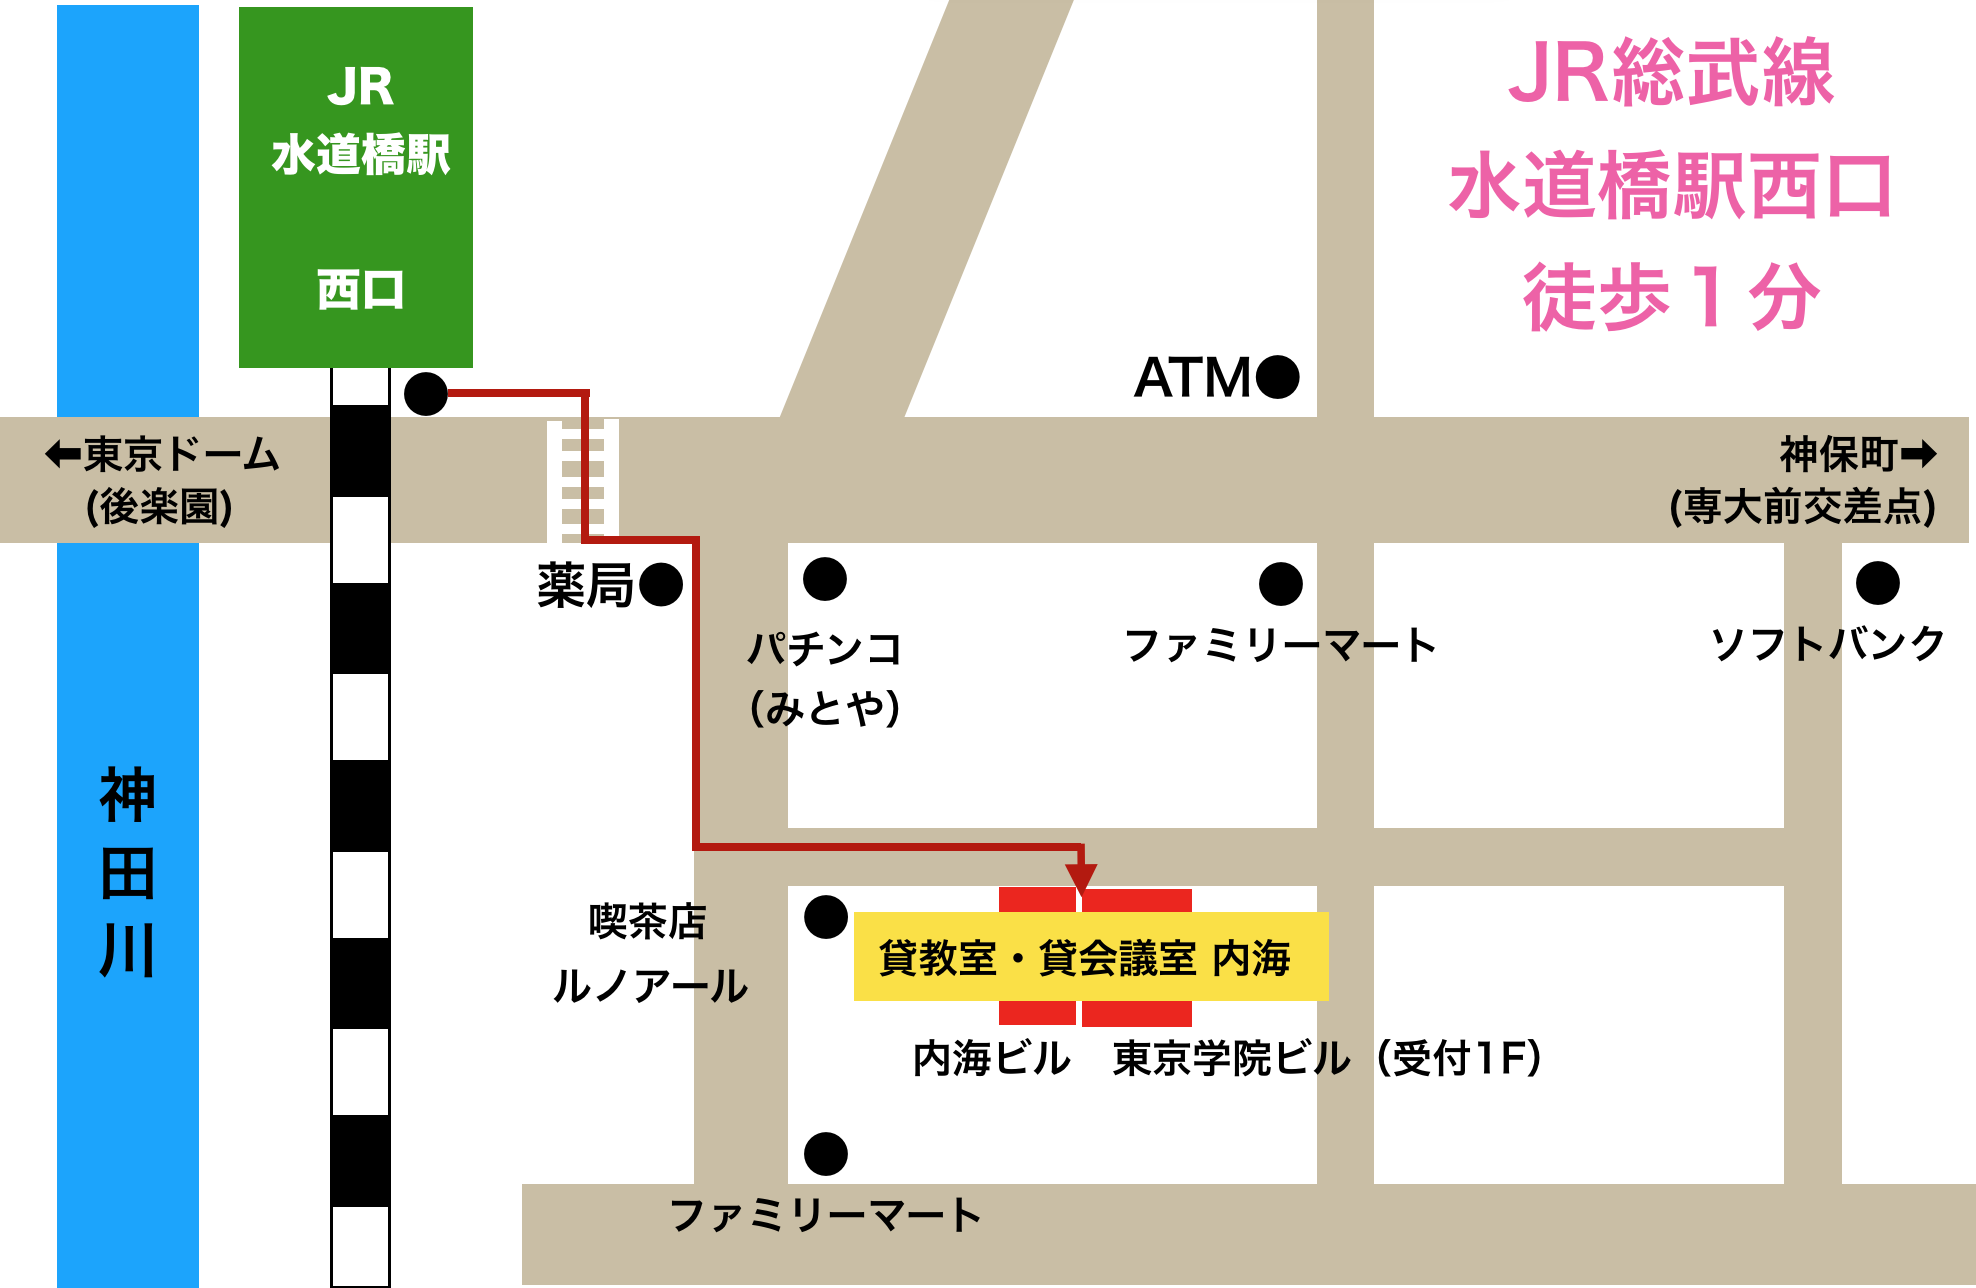 JR
水道橋駅
西口
JR総武線
水道橋駅西口
徒歩１分
ATM
⬅東京ドーム
(後楽園)
神保町➡
(専大前交差点)
薬局
パチンコ
（みとや）
ファミリーマート
ソフトバンク
神
田
川
喫茶店
ルノアール
貸教室・貸会議室 内海
内海ビル　東京学院ビル（受付1F）
ファミリーマート